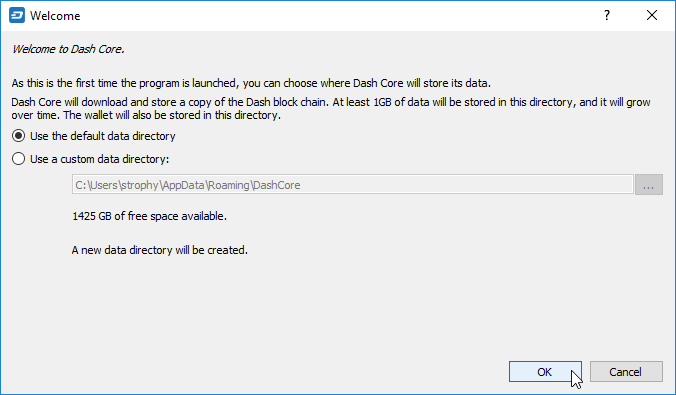 Welcome
?
Welcome to Dash Core.
As this is the first time the program is launched, you can choose where Dash Core will store its data.
Dash Core will download and store a copy of the Dash block chain. At least 1GB of data will be stored in this directory, and it will grow
over time. The wallet will also be stored in this directory.
Use the default data directory
Use a custom data directory:
C:\Users\strophy\AppData\Roaming\DashCore
...
1425 GB of free space available.
A new data directory will be created.
OK
Cancel